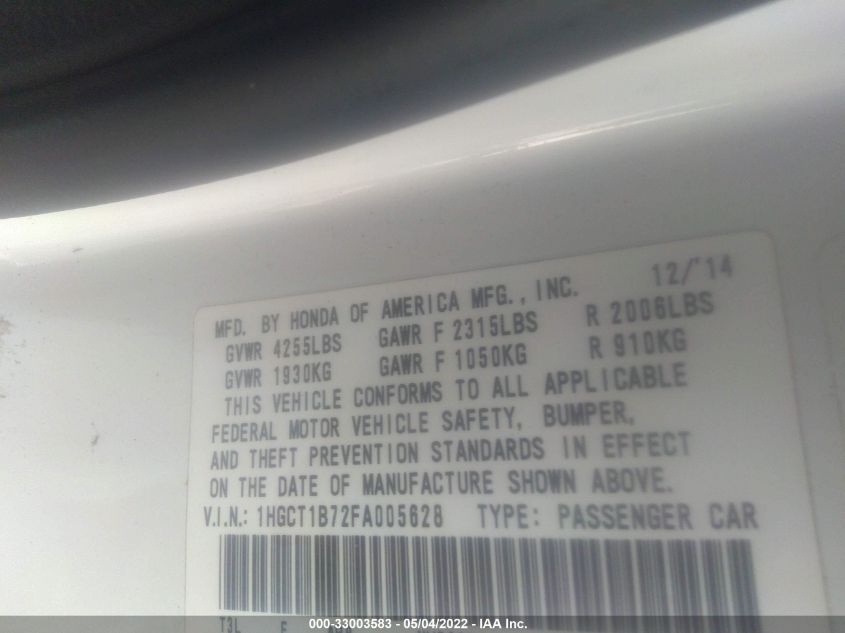 MFD. BY HONDA OF AMERICA MFG., INC. 12/'14
GVWR 4255LBS GAWR F 2315LBS R 2006LBS
GVWR 1930KG GAWR F 1050KG R 910KG
THIS VEHICLE CONFORMS TO ALL APPLICABLE
FEDERAL MOTOR VEHICLE SAFETY, BUMPER,
AND THEFT PREVENTION STANDARDS IN EFFECT
ON THE DATE OF MANUFACTURE SHOWN ABOVE.
V.I.N.: 1HGCT1B72FA005628 TYPE: PASSENGER CAR
T3L
000-33003583 - 05/04/2022 - IAA Inc.